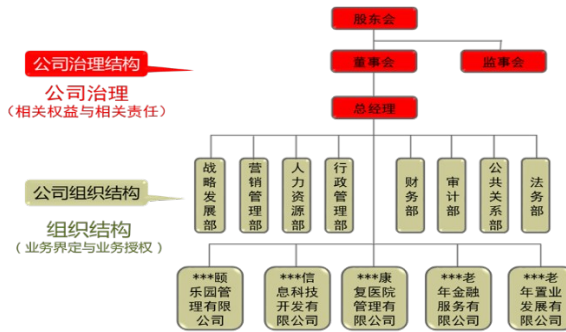 股东会
公司治理结构
董事会
监事会
公司治理
（相关权益与相关责任）
总经理
战略发展部
营销管理部
人力资源部
行政管理部
财务部
审计部
公共关系部
法务部
公司组织结构
组织结构
（业务界定与业务授权）
***颐
乐园管
理有限
公司
***信
息科技
开发有
限公司
***康
复医院
管理有
限公司
***老
年金融
服务有
限公司
***老
年置业
发展有
限公司